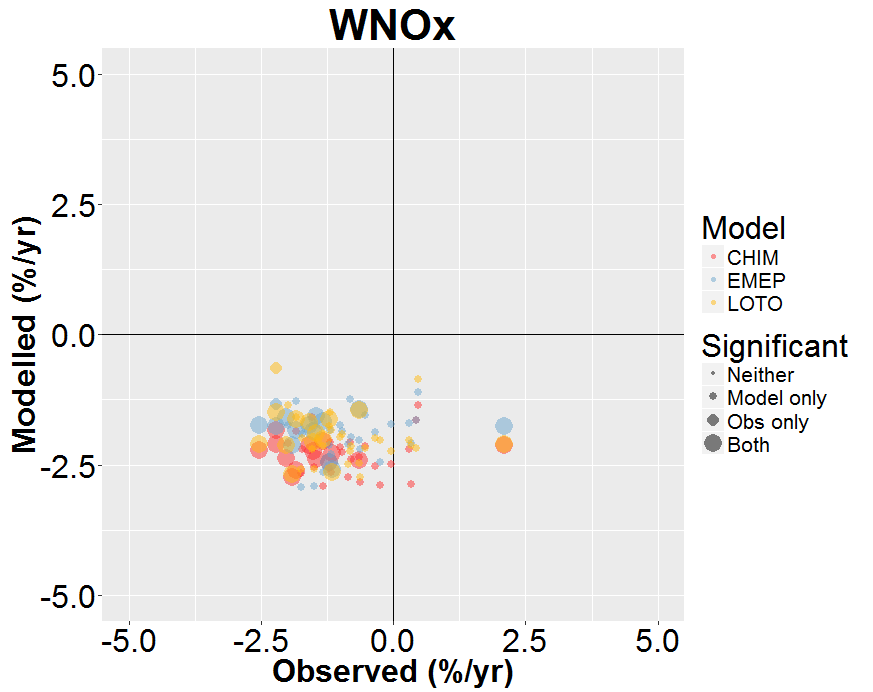 WNOx
Modelled (%/yr)
5.0
2.5
0.0
-2.5
-5.0
-5.0 -2.5 0.0 2.5 5.0
Observed (%/yr)
Model
CHIM
EMEP
LOTO
Significant
Neither
Model only
Obs only
Both